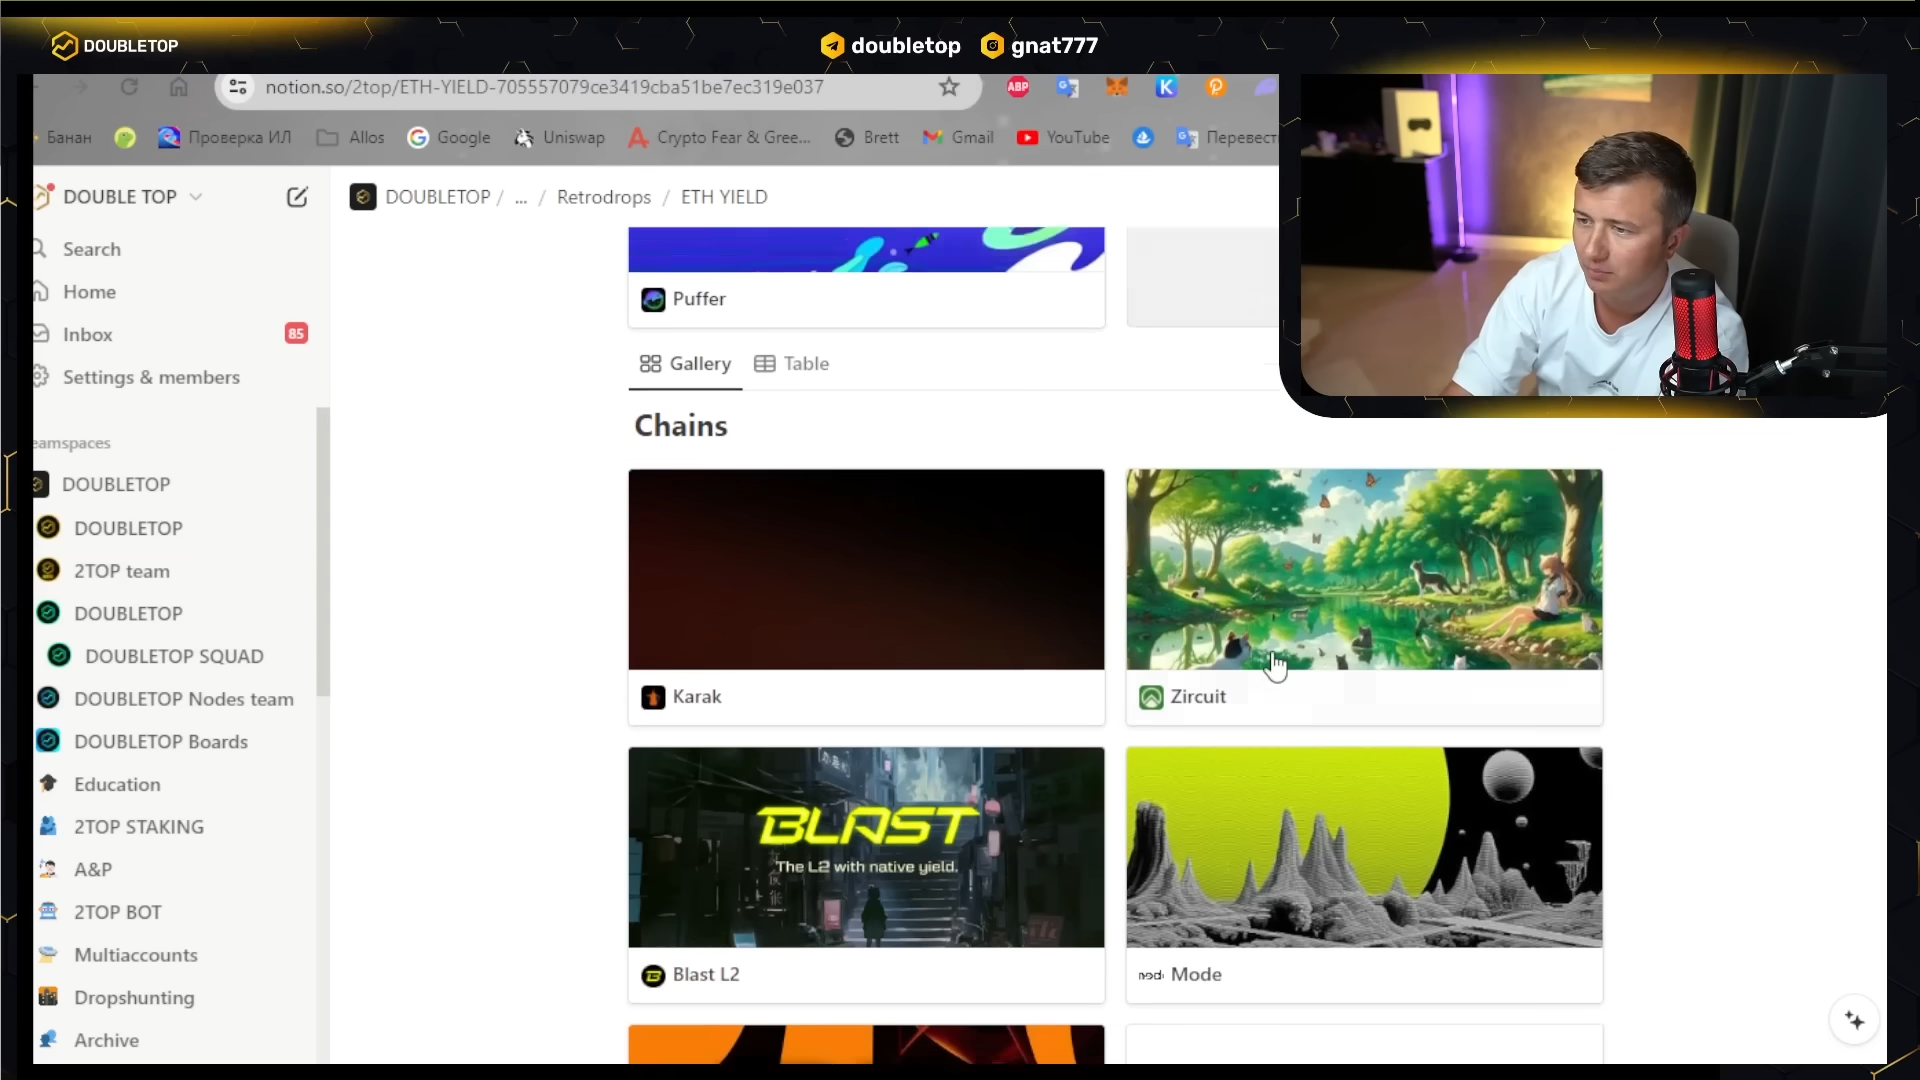 DOUBLETOP
doubletop
gnat777
notion.so/2top/ETH-YIELD-705557079ce3419cba51be7ec319e037
ABP
K
Банан
Проверка ИЛ
Allos
Google
Uniswap
Crypto Fear & Gree...
Brett
Gmail
YouTube
Перевест
DOUBLE TOP
DOUBLETOP / ... / Retrodrops / ETH YIELD
Search
Home
Inbox
85
Settings & members
eamspaces
DOUBLETOP
DOUBLETOP
2TOP team
DOUBLETOP
DOUBLETOP SQUAD
DOUBLETOP Nodes team
DOUBLETOP Boards
Education
2TOP STAKING
A&P
2TOP BOT
Multiaccounts
Dropshunting
Archive
Puffer
Gallery
Table
Chains
Karak
Zircuit
BLAST
The L2 with native yield.
Blast L2
Mode